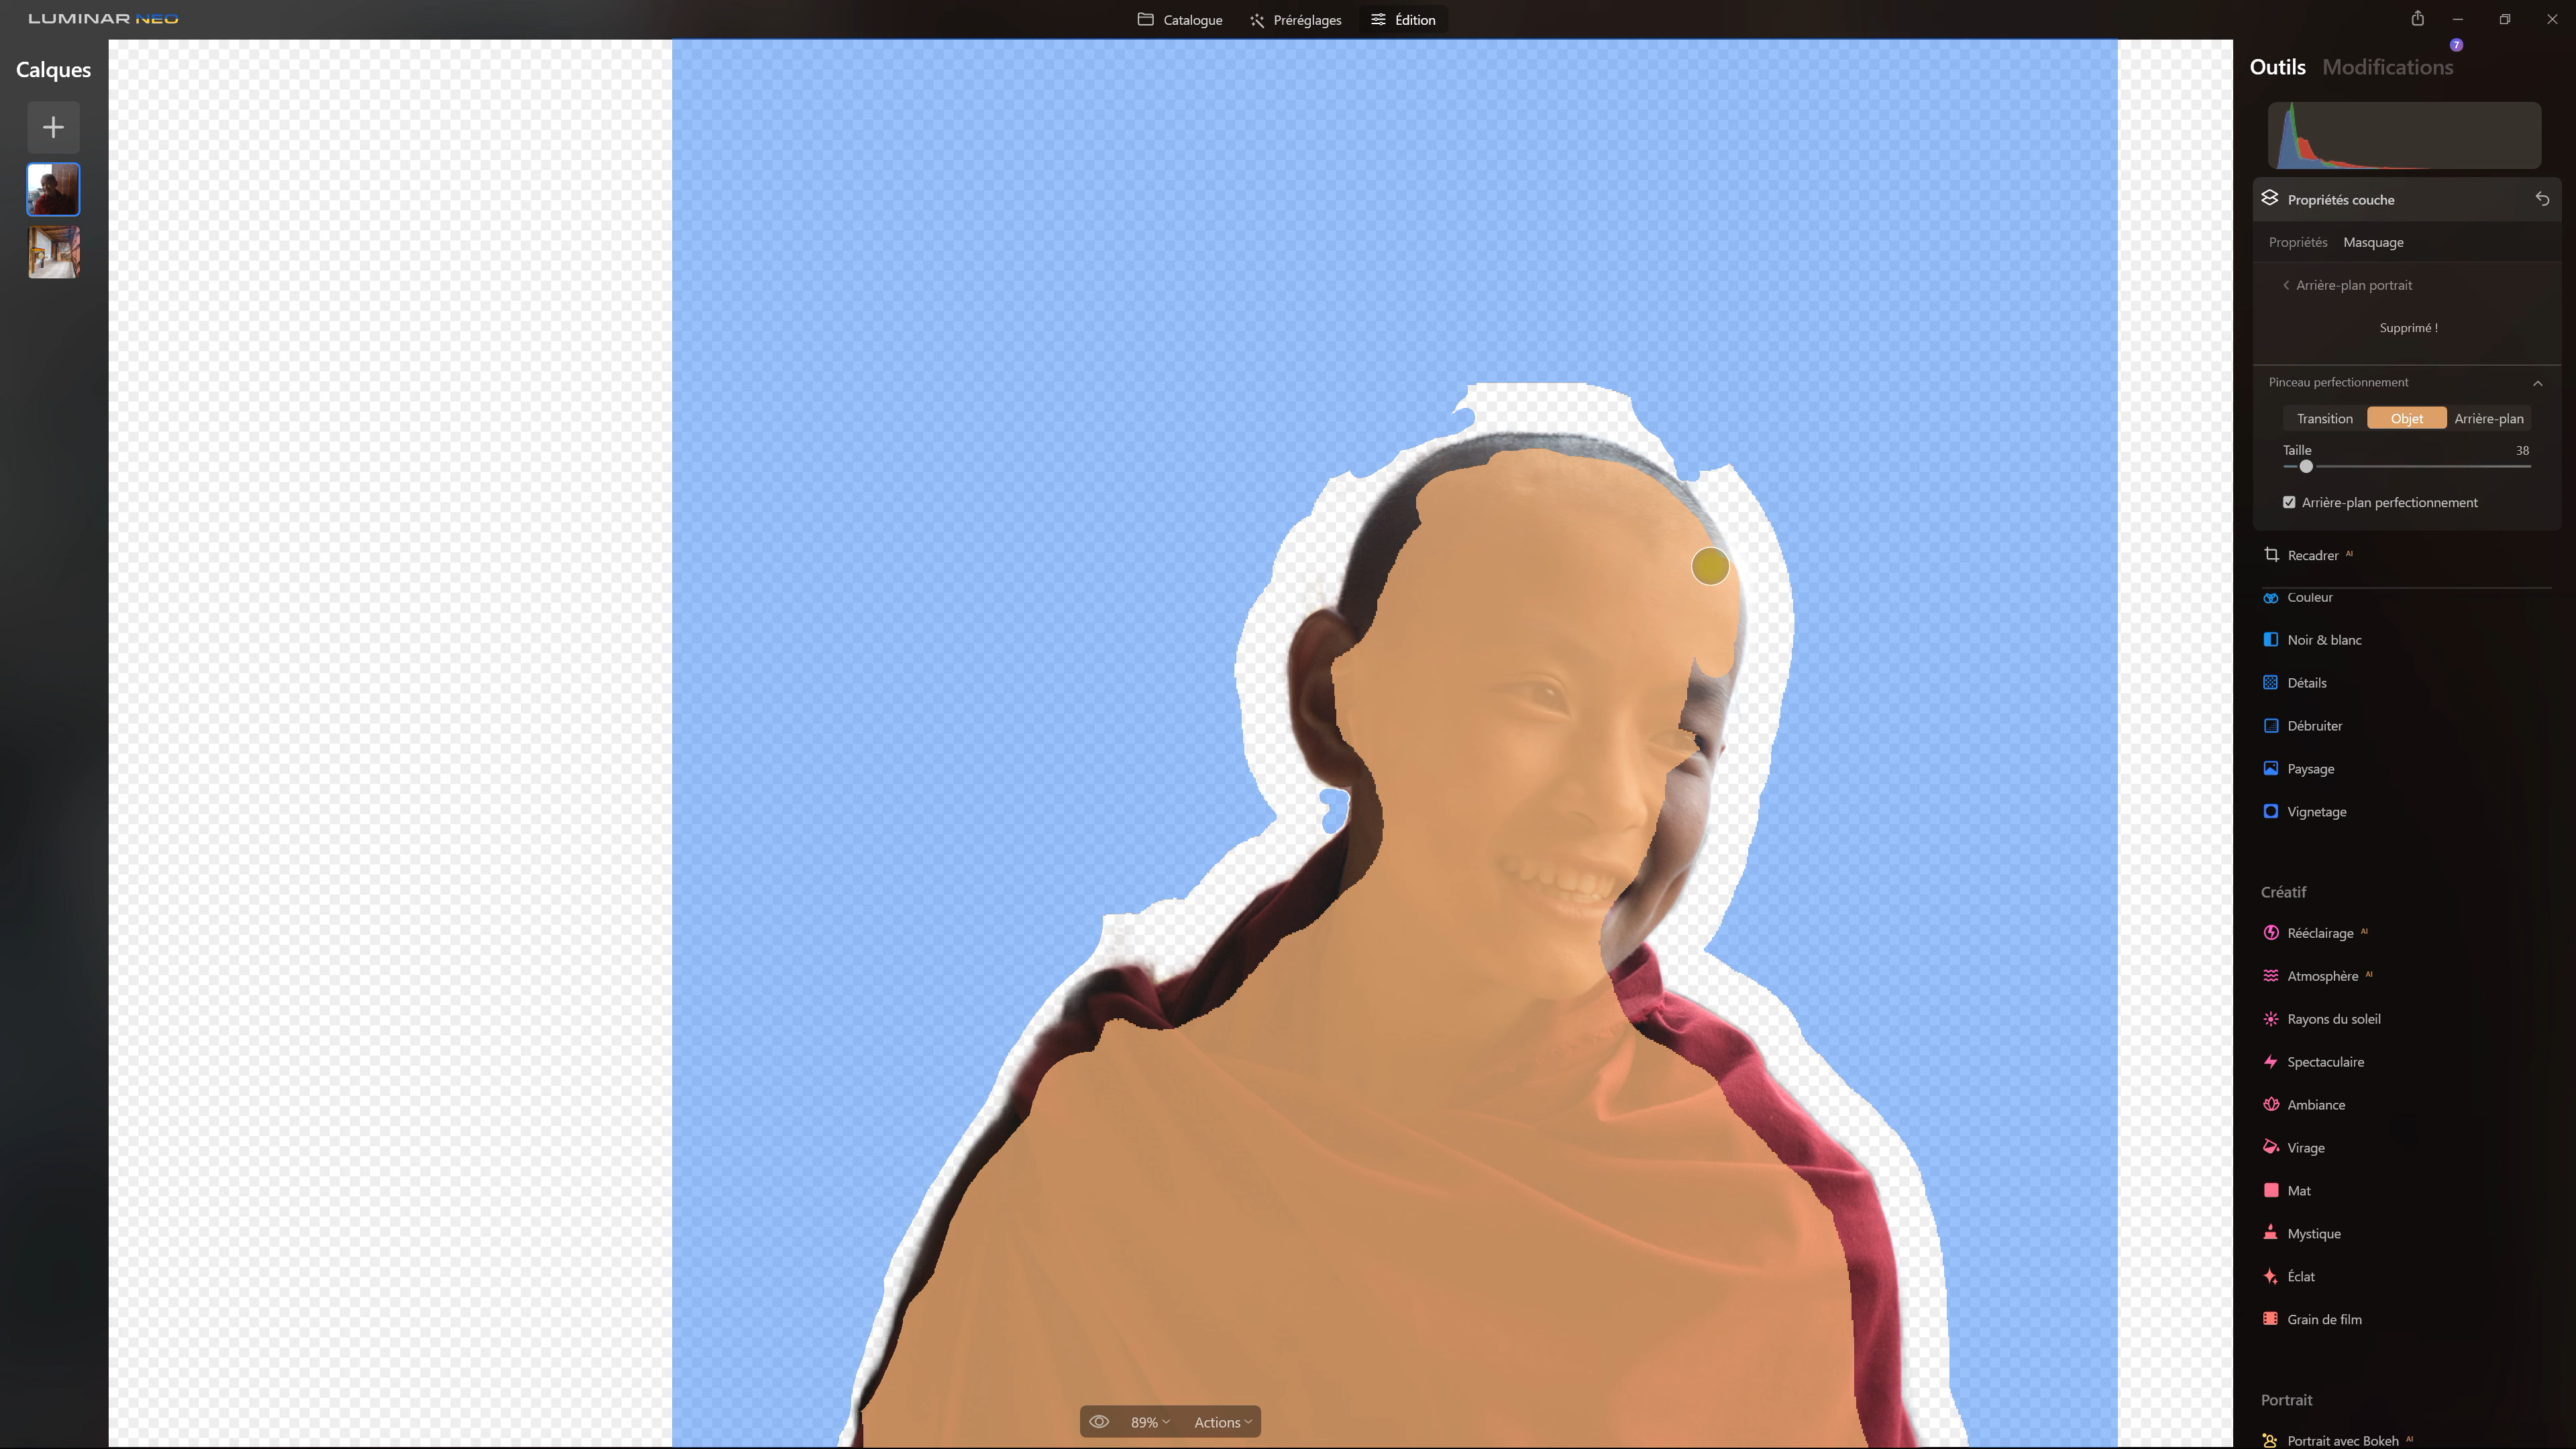 LUMINAR NEO
Catalogue
Préréglages
Édition
7
Calques
Outils Modifications
Propriétés couche
Propriétés Masquage
Arrière-plan portrait
Supprimé !
Pinceau perfectionnement
Transition Objet Arrière-plan
Taille 38
Arrière-plan perfectionnement
Recadrer AI
Couleur
Noir & blanc
Détails
Débruiter
Paysage
Vignetage
Créatif
Rééclairage AI
Atmosphère AI
Rayons du soleil
Spectaculaire
Ambiance
Virage
Mat
Mystique
Éclat
Grain de film
Portrait
Portrait avec Bokeh AI
89% Actions